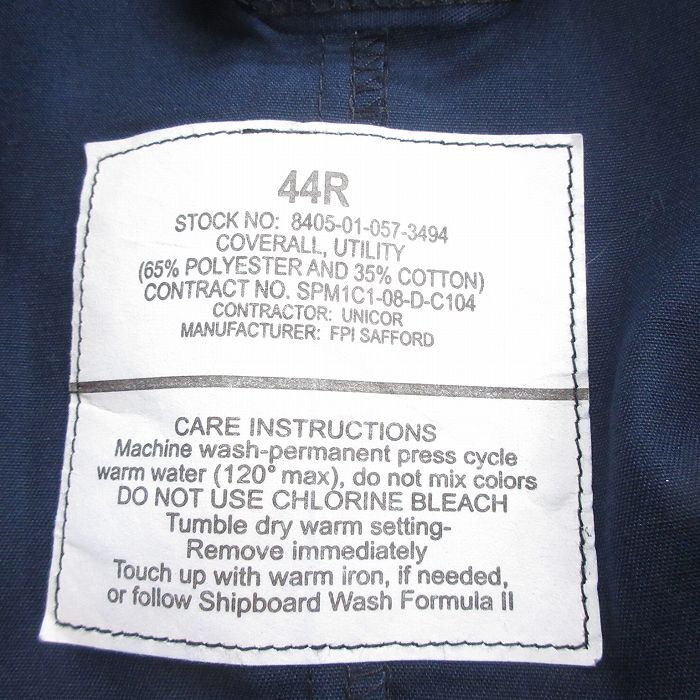 44R
STOCK NO: 8405-01-057-3494
COVERALL, UTILITY
(65% POLYESTER AND 35% COTTON)
CONTRACT NO. SPM1C1-08-D-C104
CONTRACTOR: UNICOR
MANUFACTURER: FPI SAFFORD
CARE INSTRUCTIONS
Machine wash-permanent press cycle
warm water (120° max), do not mix colors
DO NOT USE CHLORINE BLEACH
Tumble dry warm setting-
Remove immediately
Touch up with warm iron, if needed,
or follow Shipboard Wash Formula II